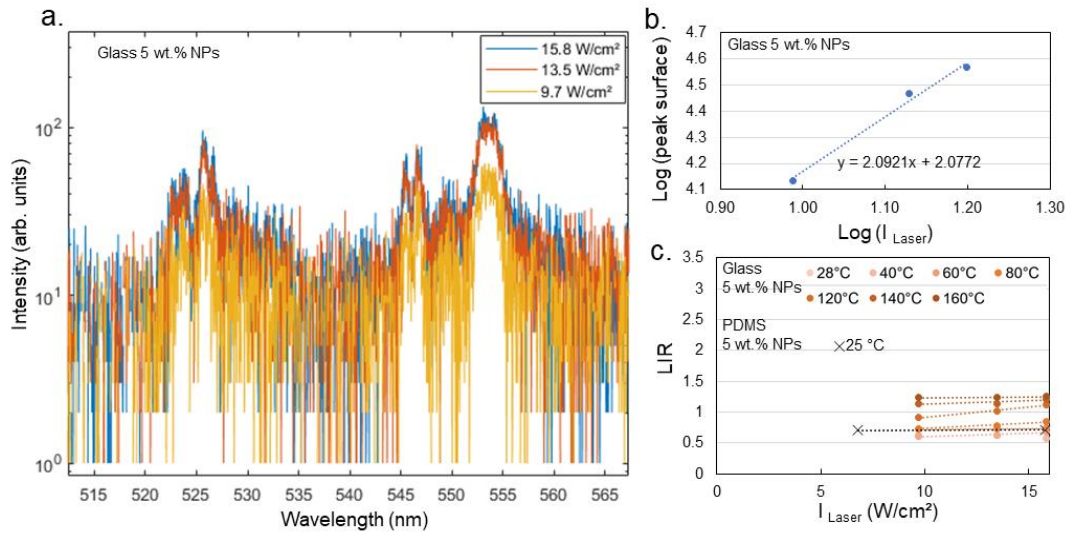 a.
Glass 5 wt.% NPs
15.8 W/cm²
13.5 W/cm²
9.7 W/cm²
Intensity (arb. units)
10²
10¹
10⁰
515 520 525 530 535 540 545 550 555 560 565
Wavelength (nm)
b.
Glass 5 wt.% NPs
Log (peak surface)
4.7
4.6
4.5
4.4
4.3
4.2
4.1
y = 2.0921x + 2.0772
0.90 1.00 1.10 1.20 1.30
Log (I Laser)
c.
Glass
5 wt.% NPs
28°C 40°C 60°C 80°C
120°C 140°C 160°C
PDMS
5 wt.% NPs
25 °C
LIR
3.5
3
2.5
2
1.5
1
0.5
0
0 5 10 15
I Laser (W/cm²)